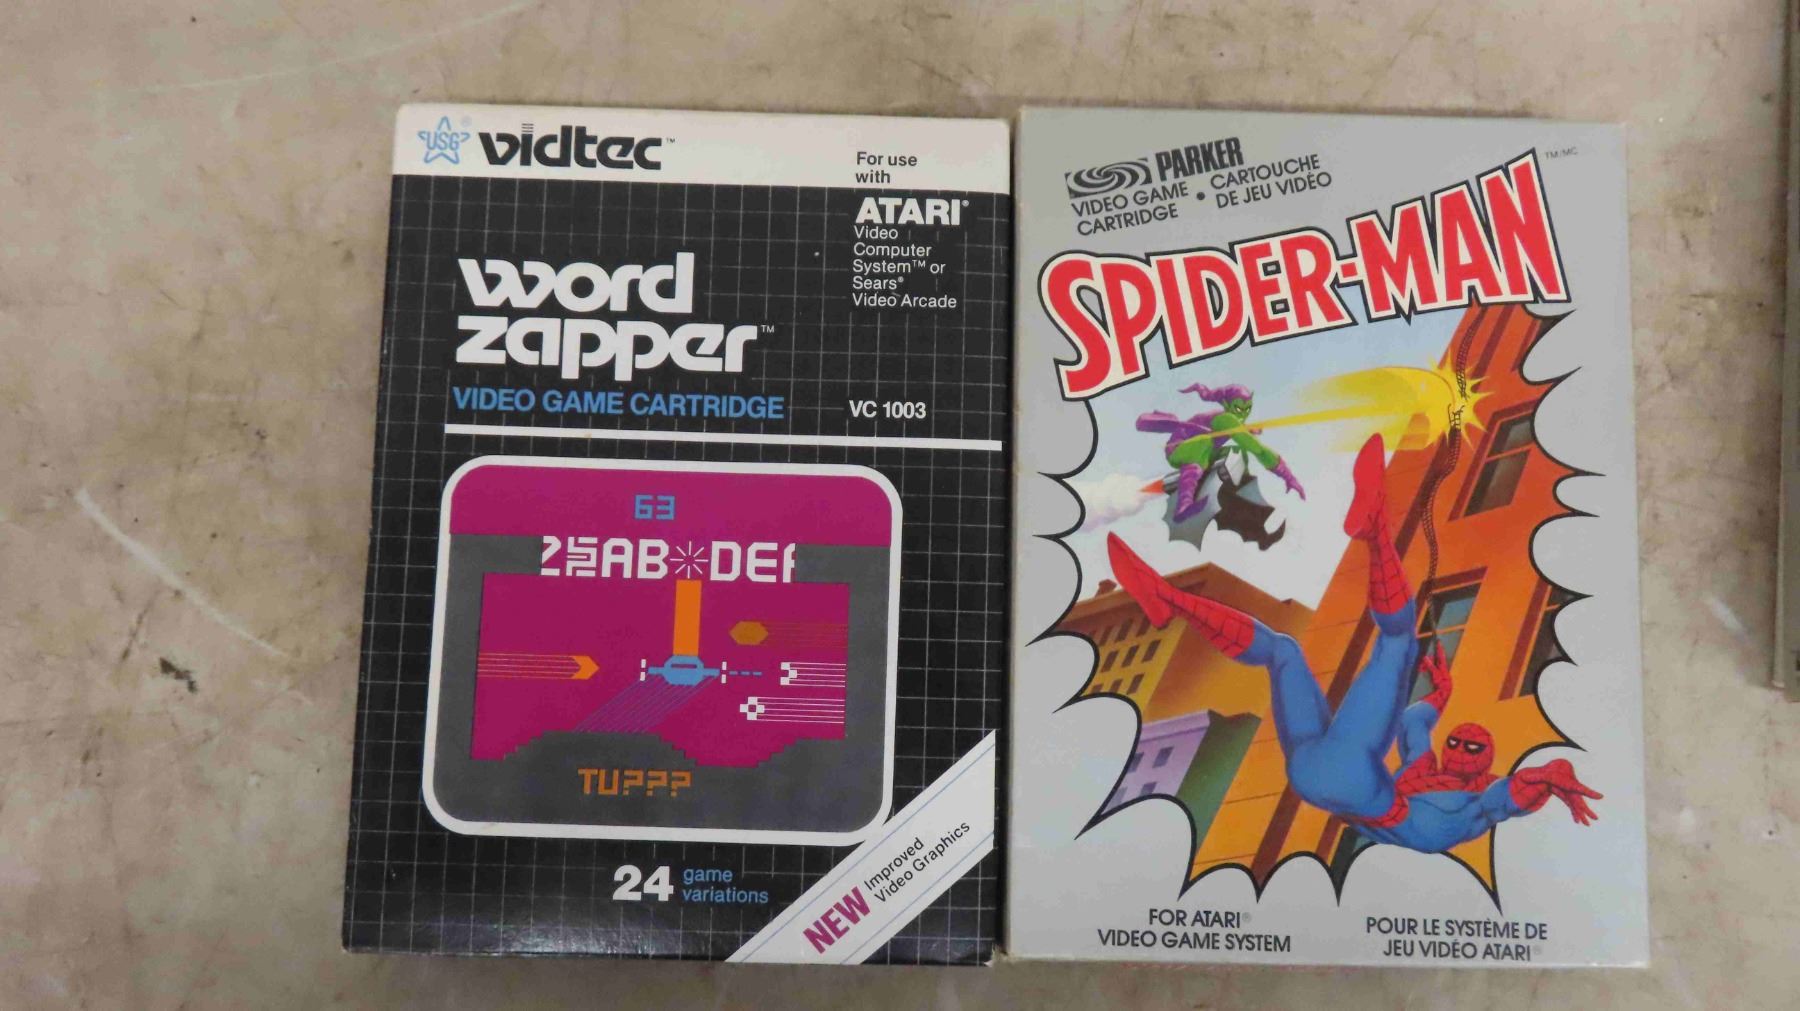 USG® vidtec™
For use
with
ATARI®
Video
Computer
System™ or
Sears®
Video Arcade
word
zapper™
VIDEO GAME CARTRIDGE
VC 1003
63
AB DEF
TU???
24 game
variations
NEW Improved
Video Graphics
PARKER
VIDEO GAME • CARTOUCHE
CARTRIDGE DE JEU VIDÉO
SPIDER-MAN
TM/MC
FOR ATARI®
VIDEO GAME SYSTEM
POUR LE SYSTÈME DE
JEU VIDÉO ATARI®